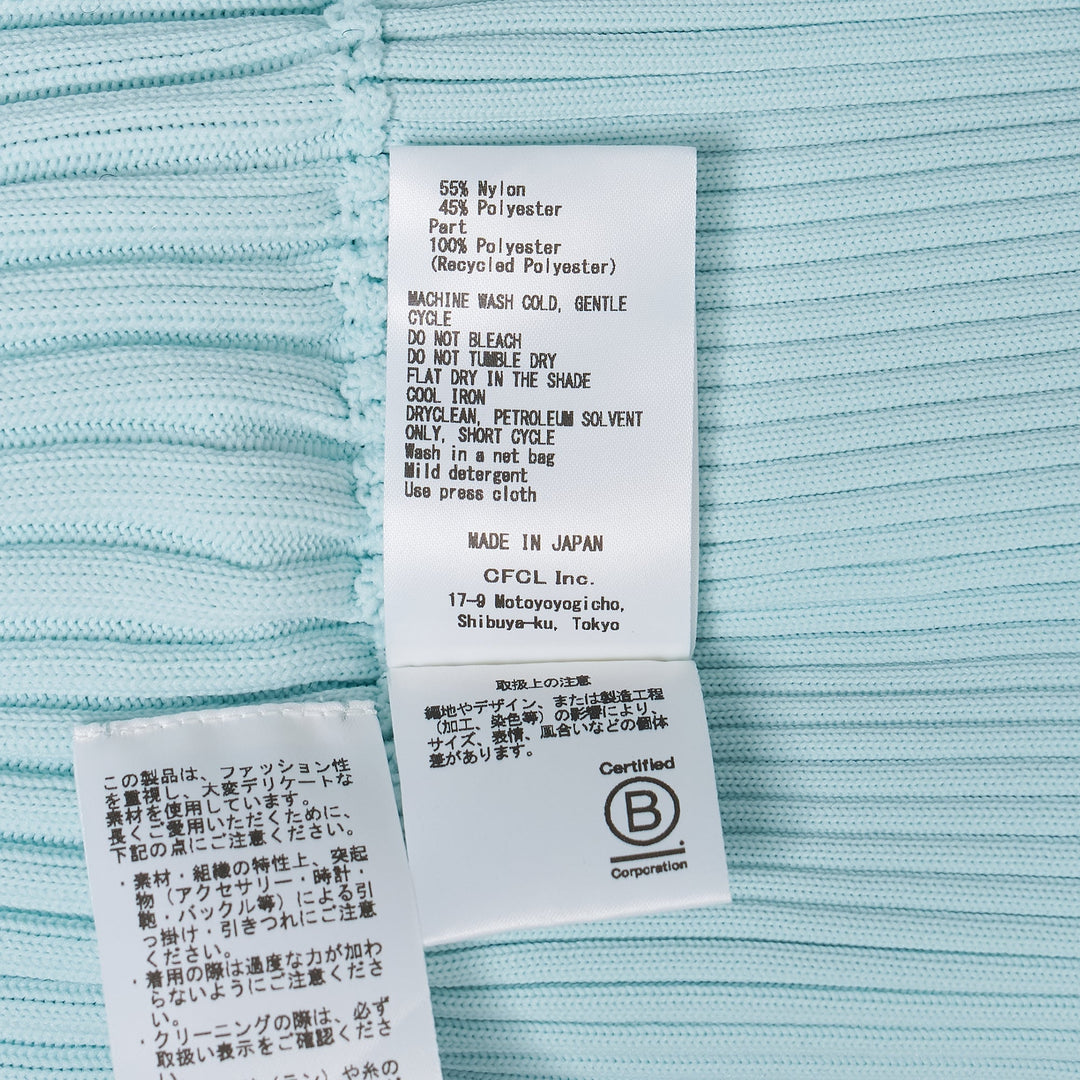 55% Nylon
45% Polyester
Part
100% Polyester
(Recycled Polyester)
MACHINE WASH COLD, GENTLE
CYCLE
DO NOT BLEACH
DO NOT TUMBLE DRY
FLAT DRY IN THE SHADE
COOL IRON
DRYCLEAN, PETROLEUM SOLVENT
ONLY, SHORT CYCLE
Wash in a net bag
Mild detergent
Use press cloth
MADE IN JAPAN
CFCL Inc.
17-9 Motoyoyogicho,
Shibuya-ku, Tokyo
取扱上の注意
編地やデザイン、または製造工程
(加工、染色等)の影響により、
サイズ、表情、風合いなどの個体
差があります。
Certified
B
Corporation
この製品は、ファッション性
を重視し、大変デリケートな
素材を使用しています。
長くご愛用いただくために、
下記の点にご注意ください。
・素材・組織の特性上、突起
物(アクセサリー・時計・
鞄・バックル等)による引
っ掛け・引きつれにご注意
ください。
・着用の際は過度な力が加わ
らないようにご注意くださ
い。
・クリーニングの際は、必ず
取扱い表示をご確認くださ
い。
ン)や糸の